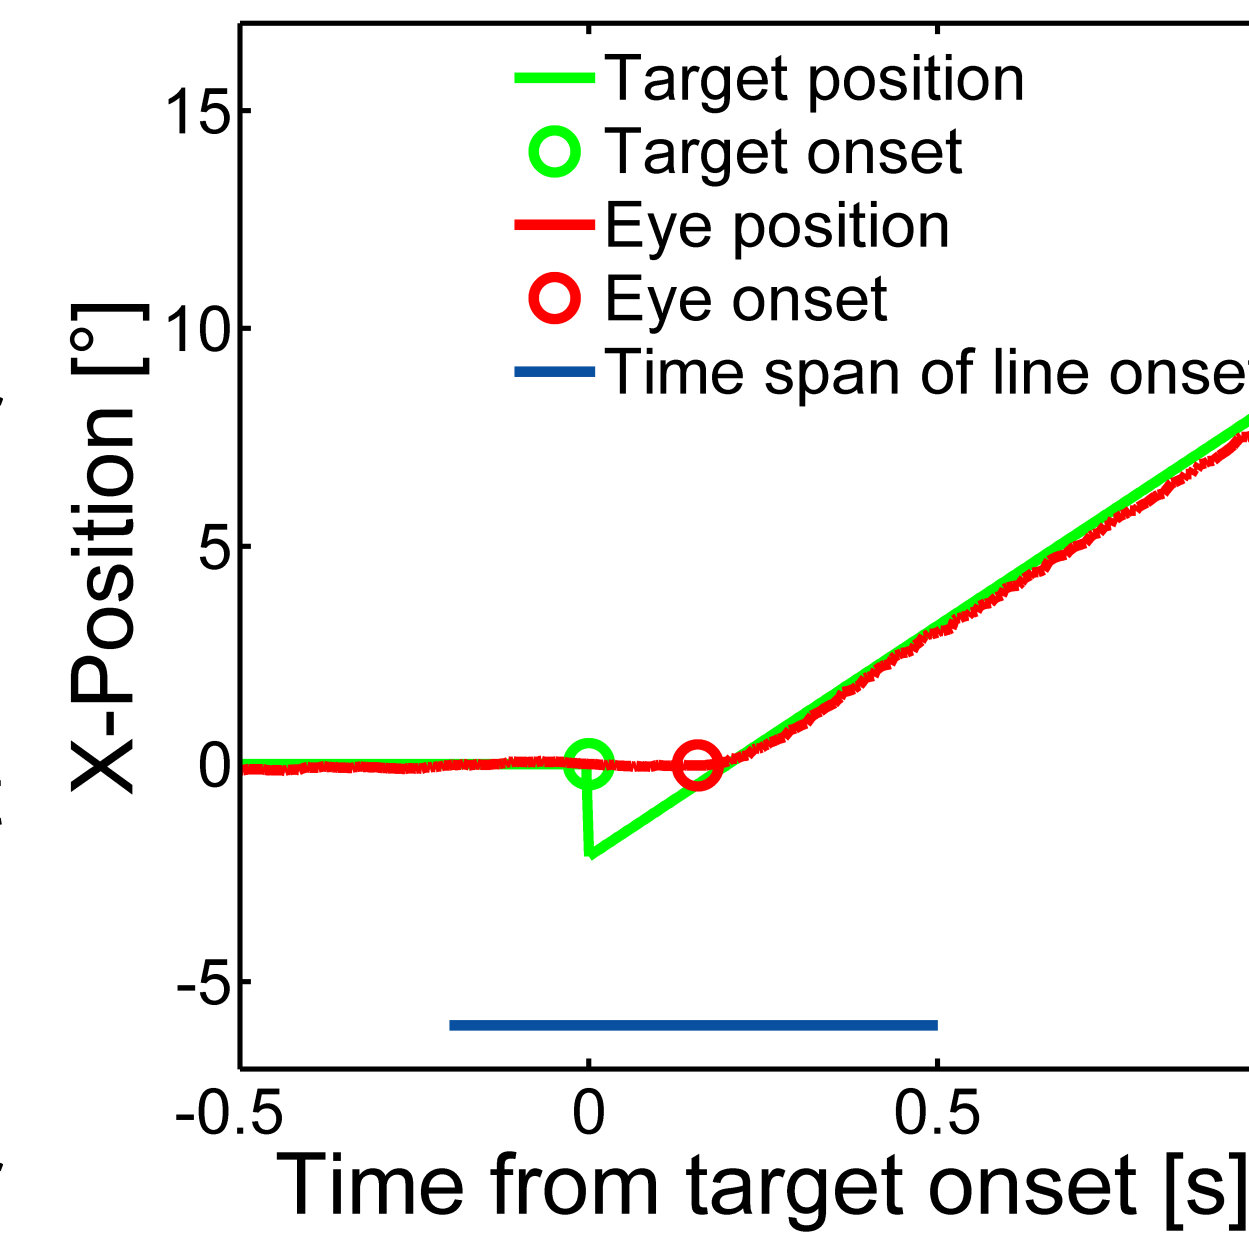 15
10
5
0
-5
X-Position [°]
Target position
Target onset
Eye position
Eye onset
Time span of line onset
-0.5
0
0.5
Time from target onset [s]